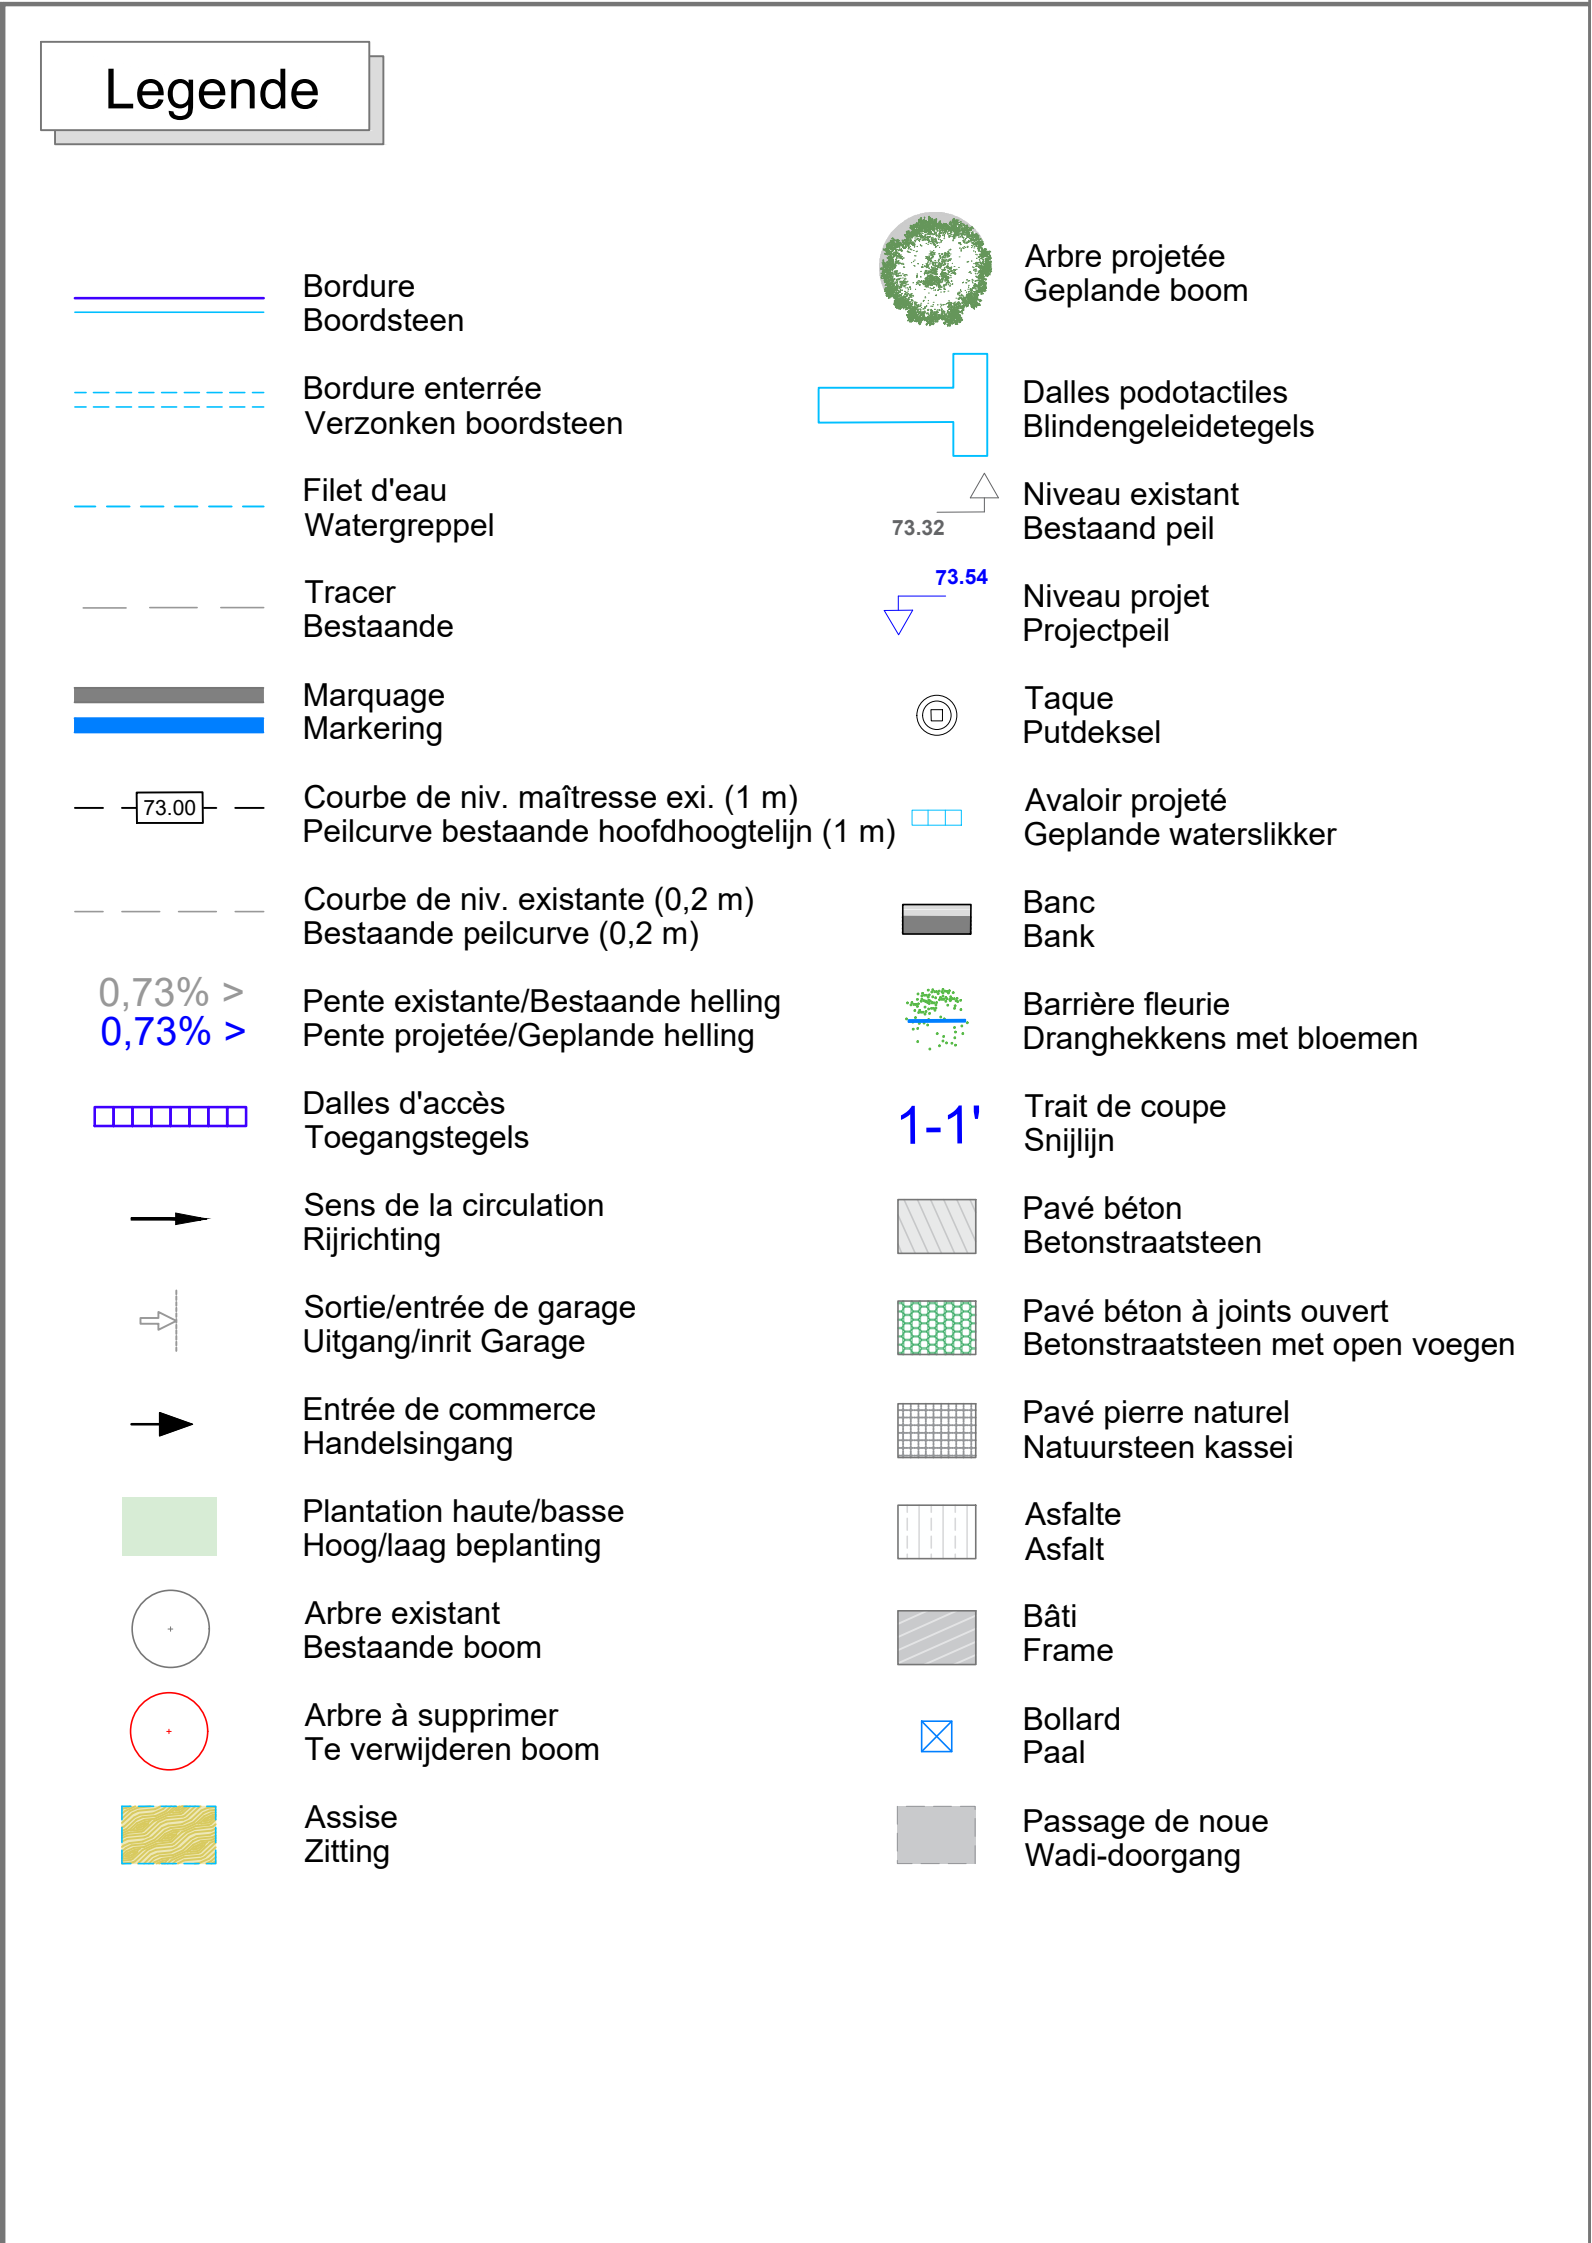 Legende
Bordure
Boordsteen
Bordure enterrée
Verzonken boordsteen
Filet d'eau
Watergreppel
Tracer
Bestaande
Marquage
Markering
73.00
Courbe de niv. maîtresse exi. (1 m)
Peilcurve bestaande hoofdhoogtelijn (1 m)
Courbe de niv. existante (0,2 m)
Bestaande peilcurve (0,2 m)
0,73% >
0,73% >
Pente existante/Bestaande helling
Pente projetée/Geplande helling
Dalles d'accès
Toegangstegels
Sens de la circulation
Rijrichting
Sortie/entrée de garage
Uitgang/inrit Garage
Entrée de commerce
Handelsingang
Plantation haute/basse
Hoog/laag beplanting
Arbre existant
Bestaande boom
Arbre à supprimer
Te verwijderen boom
Assise
Zitting
Arbre projetée
Geplande boom
Dalles podotactiles
Blindengeleidetegels
73.32
Niveau existant
Bestaand peil
73.54
Niveau projet
Projectpeil
Taque
Putdeksel
Avaloir projeté
Geplande waterslikker
Banc
Bank
Barrière fleurie
Dranghekkens met bloemen
1-1'
Trait de coupe
Snijlijn
Pavé béton
Betonstraatsteen
Pavé béton à joints ouvert
Betonstraatsteen met open voegen
Pavé pierre naturel
Natuursteen kassei
Asfalte
Asfalt
Bâti
Frame
Bollard
Paal
Passage de noue
Wadi-doorgang